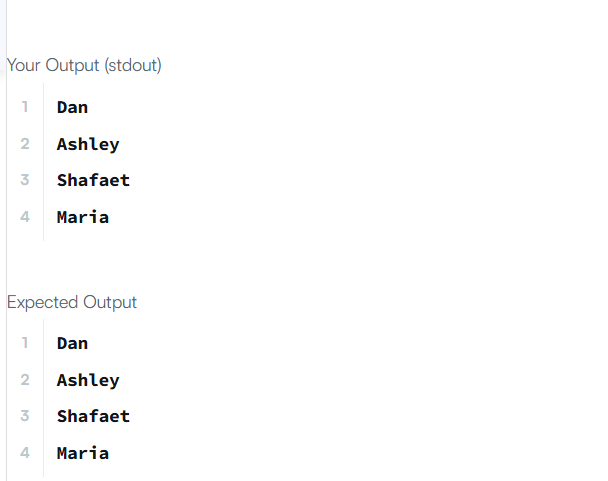 Your Output (stdout)
1 Dan
2 Ashley
3 Shafaet
4 Maria
Expected Output
1 Dan
2 Ashley
3 Shafaet
4 Maria